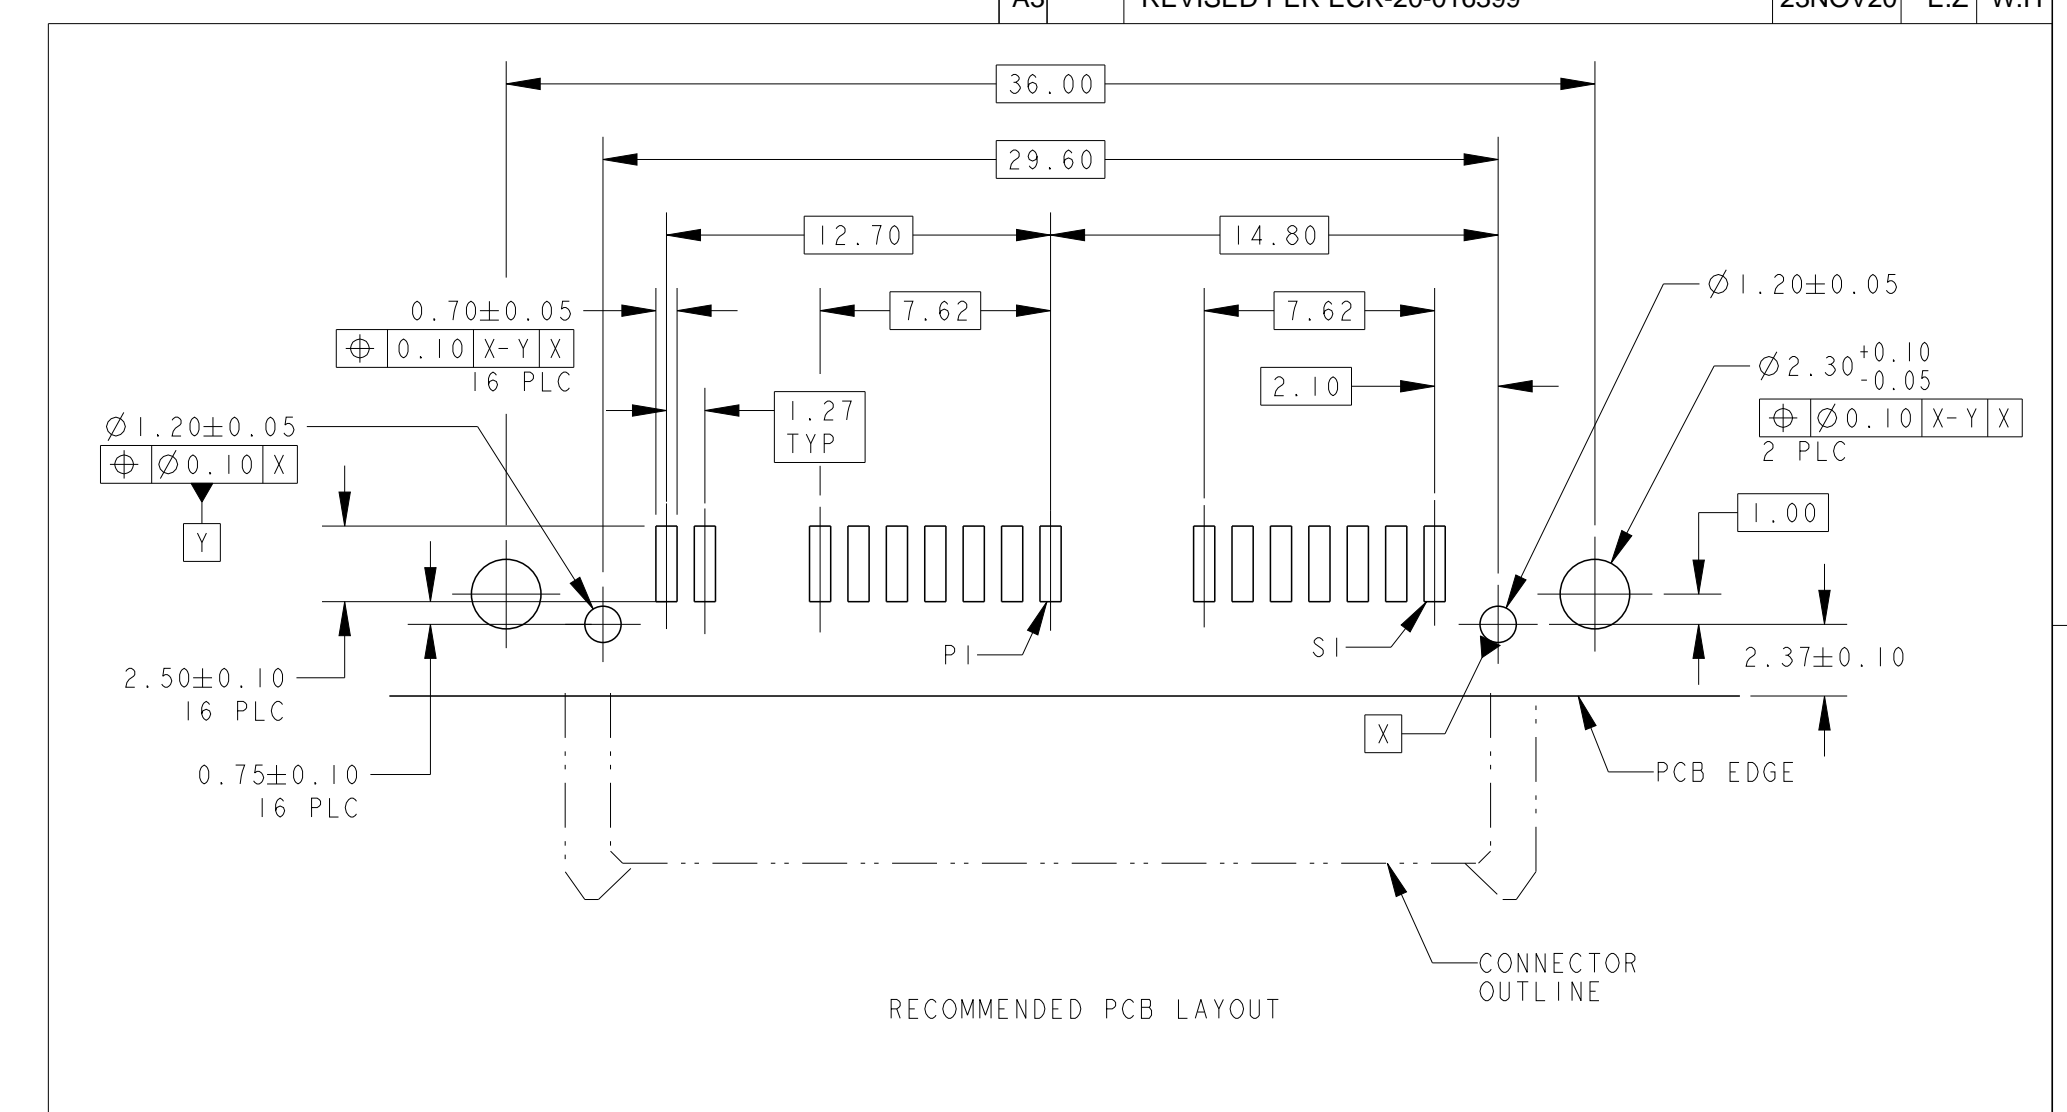 REVISED PER ECR-20-016399
23NOV20
36.00
29.60
12.70
14.80
0.70±0.05
7.62
7.62
Ø1.20±0.05
0.10 X-Y X
16 PLC
Ø2.30 +0.10
-0.05
2.10
1.27
TYP
Ø0.10 X-Y X
2 PLC
Ø1.20±0.05
Ø0.10 X
1.00
Y
P1
S1
2.37±0.10
2.50±0.10
16 PLC
X
0.75±0.10
16 PLC
PCB EDGE
CONNECTOR
OUTLINE
RECOMMENDED PCB LAYOUT